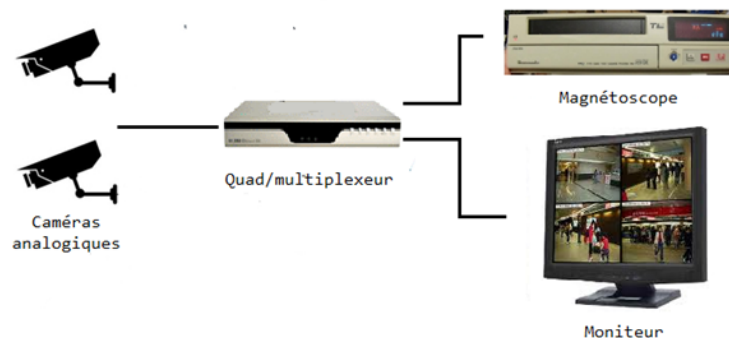 Magnétoscope
Quad/multiplexeur
Caméras
analogiques
Moniteur